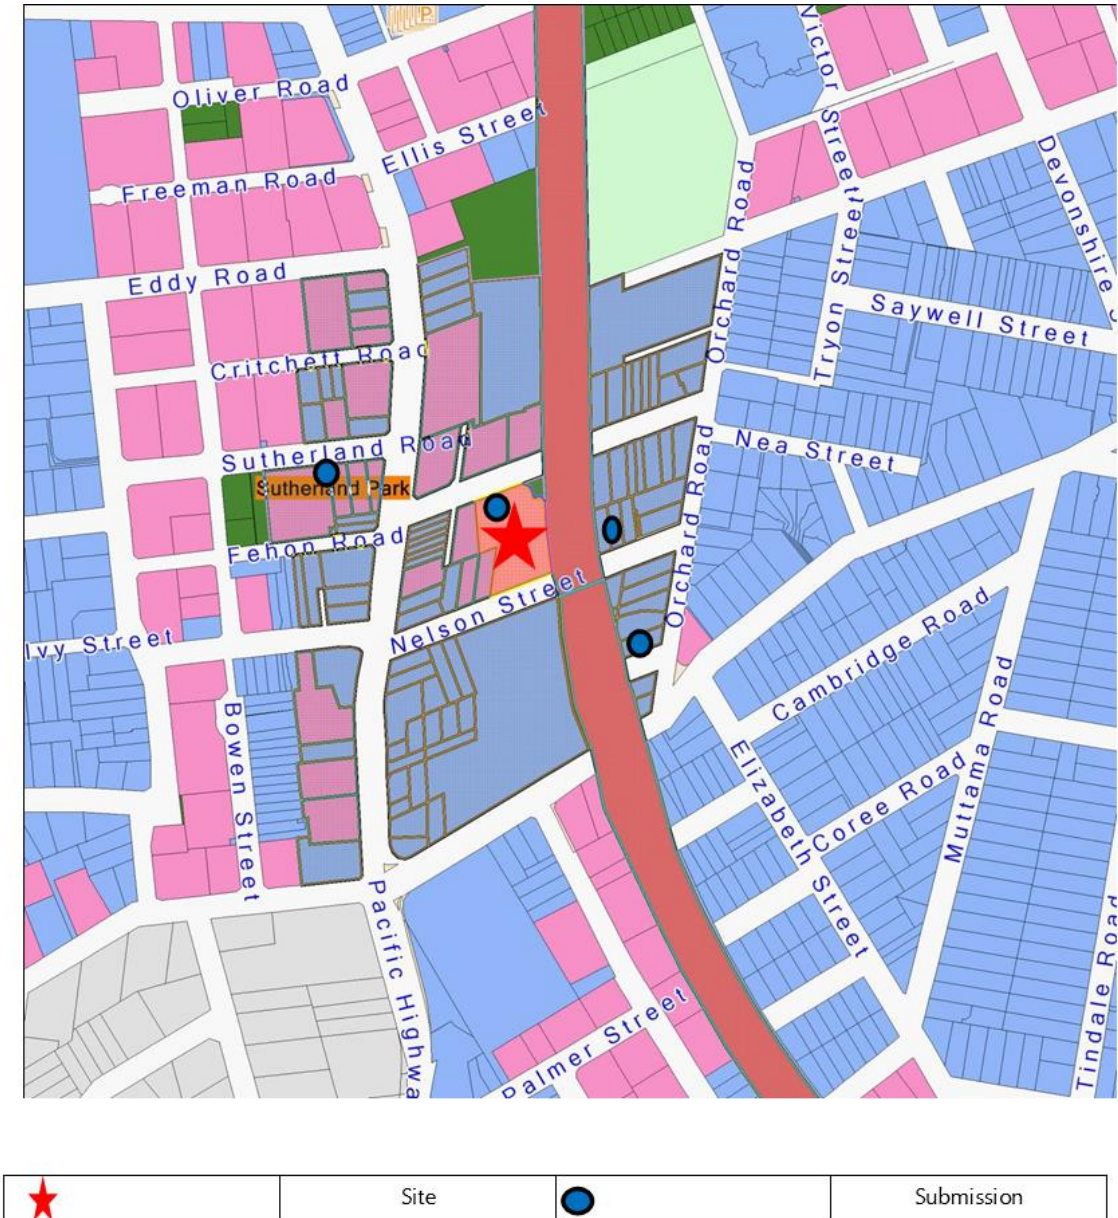 P
Victor Street
Oliver Road
Ellis Street
Devonshire S
Freeman Road
Orchard Road
Tryon Street
Eddy Road
Saywell Street
Critchett Road
Sutherland Road
Nea Street
Sutherland Park
Orchard Road
Fehon Road
Nelson Street
Ivy Street
Cambridge Road
Muttama Road
Bowen Street
Elizabeth Street
Coree Road
Pacific Highwa
Tindale Road
Palmer Street
Site
Submission